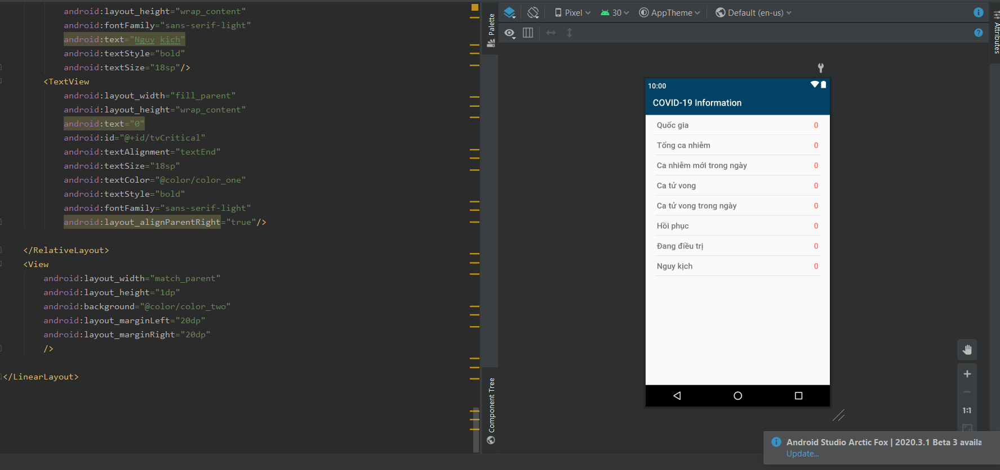 android:layout_height="wrap_content"
android:fontFamily="sans-serif-light"
android:text="Nguy kịch"
android:textStyle="bold"
android:textSize="18sp"/>
<TextView
android:layout_width="fill_parent"
android:layout_height="wrap_content"
android:text="0"
android:id="@+id/tvCritical"
android:textAlignment="textEnd"
android:textSize="18sp"
android:textColor="@color/color_one"
android:textStyle="bold"
android:fontFamily="sans-serif-light"
android:layout_alignParentRight="true"/>
</RelativeLayout>
<View
android:layout_width="match_parent"
android:layout_height="1dp"
android:background="@color/color_two"
android:layout_marginLeft="20dp"
android:layout_marginRight="20dp"
/>
</LinearLayout>
Palette
Component Tree
Pixel 30 AppTheme Default (en-us)
Attributes
10:00
COVID-19 Information
Quốc gia 0
Tổng ca nhiễm 0
Ca nhiễm mới trong ngày 0
Ca tử vong 0
Ca tử vong trong ngày 0
Hồi phục 0
Đang điều trị 0
Nguy kịch 0
1:1
Android Studio Arctic Fox | 2020.3.1 Beta 3 availa
Update...